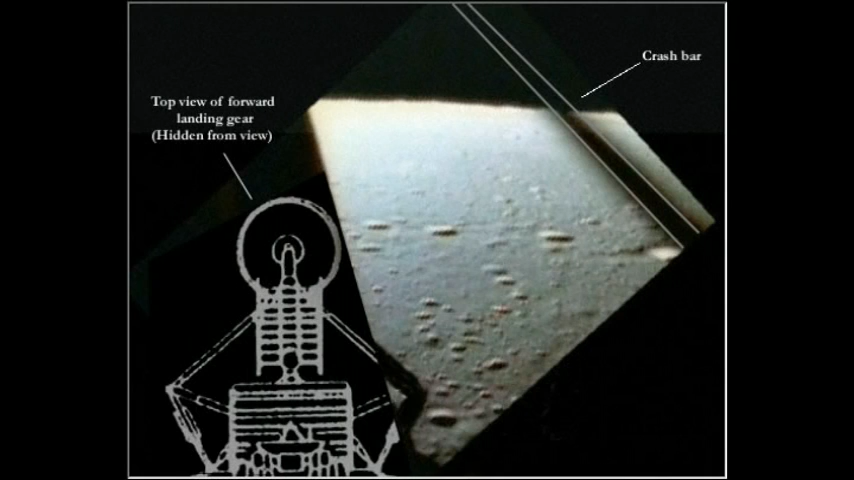 Crash bar
Top view of forward
landing gear
(Hidden from view)